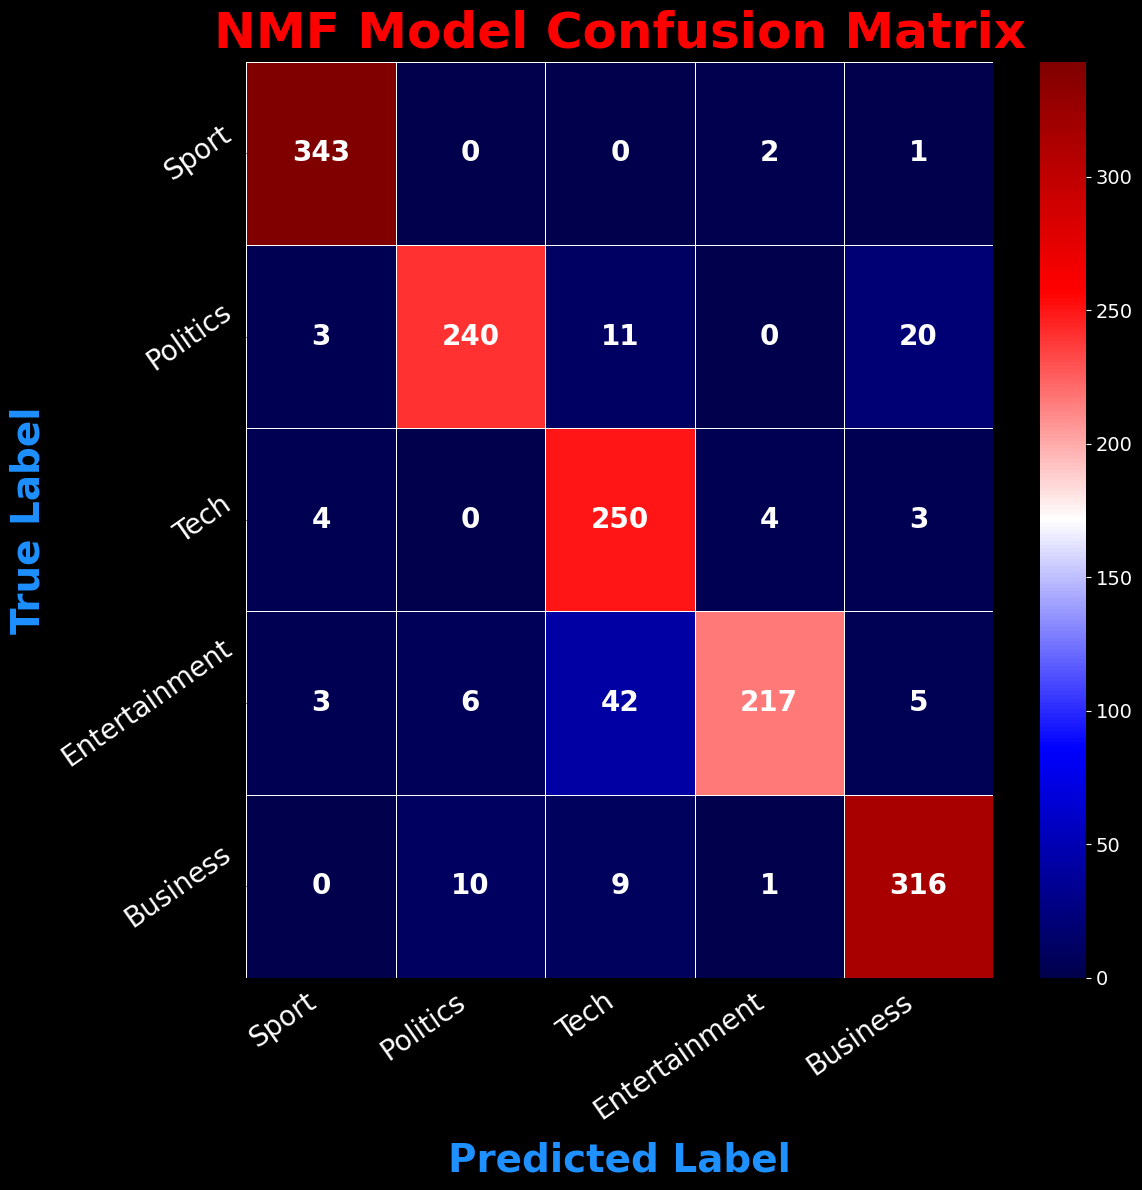 NMF Model Confusion Matrix
Sport 343 0 0 2 1
Politics 3 240 11 0 20
Tech 4 0 250 4 3
Entertainment 3 6 42 217 5
Business 0 10 9 1 316
True Label
Sport Politics Tech Entertainment Business
Predicted Label
300
250
200
150
100
50
0